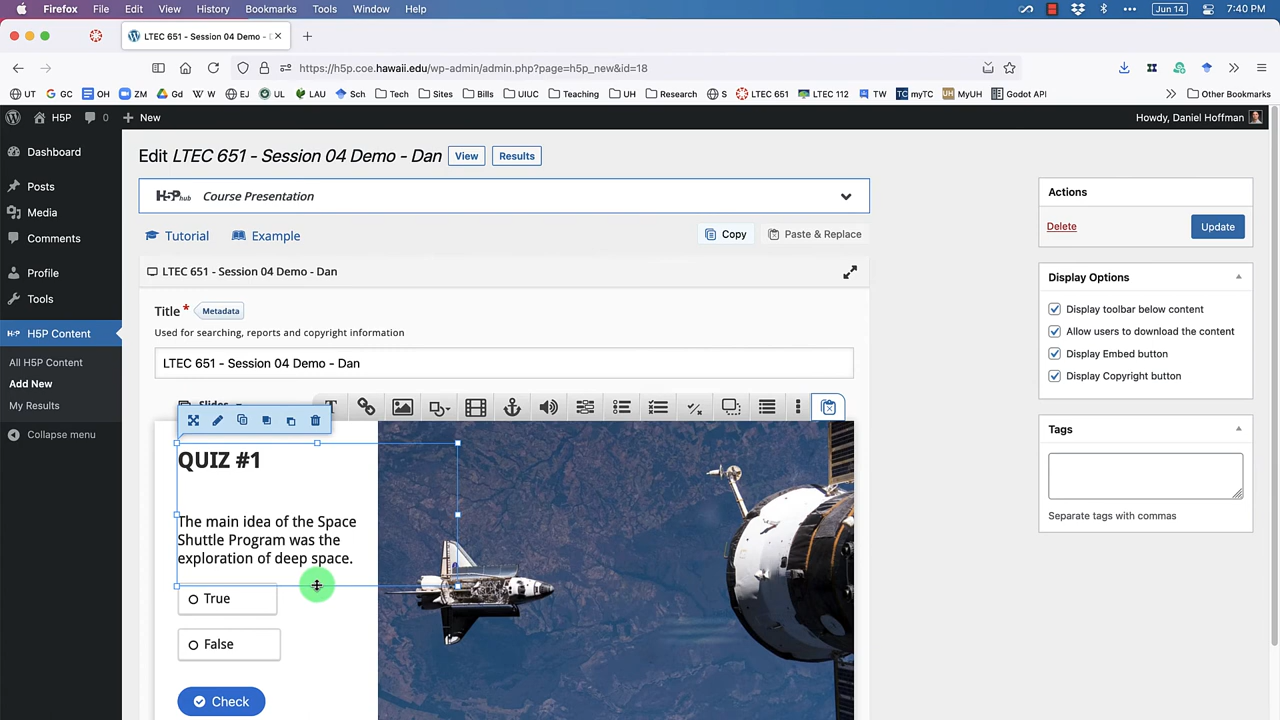 Firefox File Edit View History Bookmarks Tools Window Help Jun 14 7:40 PM
LTEC 651 - Session 04 Demo -
https://h5p.coe.hawaii.edu/wp-admin/admin.php?page=h5p_new&id=18
UT GC OH ZM Gd W EJ UL LAU Sch Tech Sites Bills UIUC Teaching UH Research S LTEC 651 LTEC 112 TW myTC MyUH Godot API Other Bookmarks
H5P 0 New Howdy, Daniel Hoffman
Dashboard
Posts
Media
Comments
Profile
Tools
H5P Content
All H5P Content
Add New
My Results
Collapse menu
Edit LTEC 651 - Session 04 Demo - Dan View Results
H5P hub Course Presentation
Tutorial Example Copy Paste & Replace
LTEC 651 - Session 04 Demo - Dan
Title * Metadata
Used for searching, reports and copyright information
LTEC 651 - Session 04 Demo - Dan
Slides
QUIZ #1
The main idea of the Space
Shuttle Program was the
exploration of deep space.
True
False
Check
Actions
Delete Update
Display Options
Display toolbar below content
Allow users to download the content
Display Embed button
Display Copyright button
Tags
Separate tags with commas